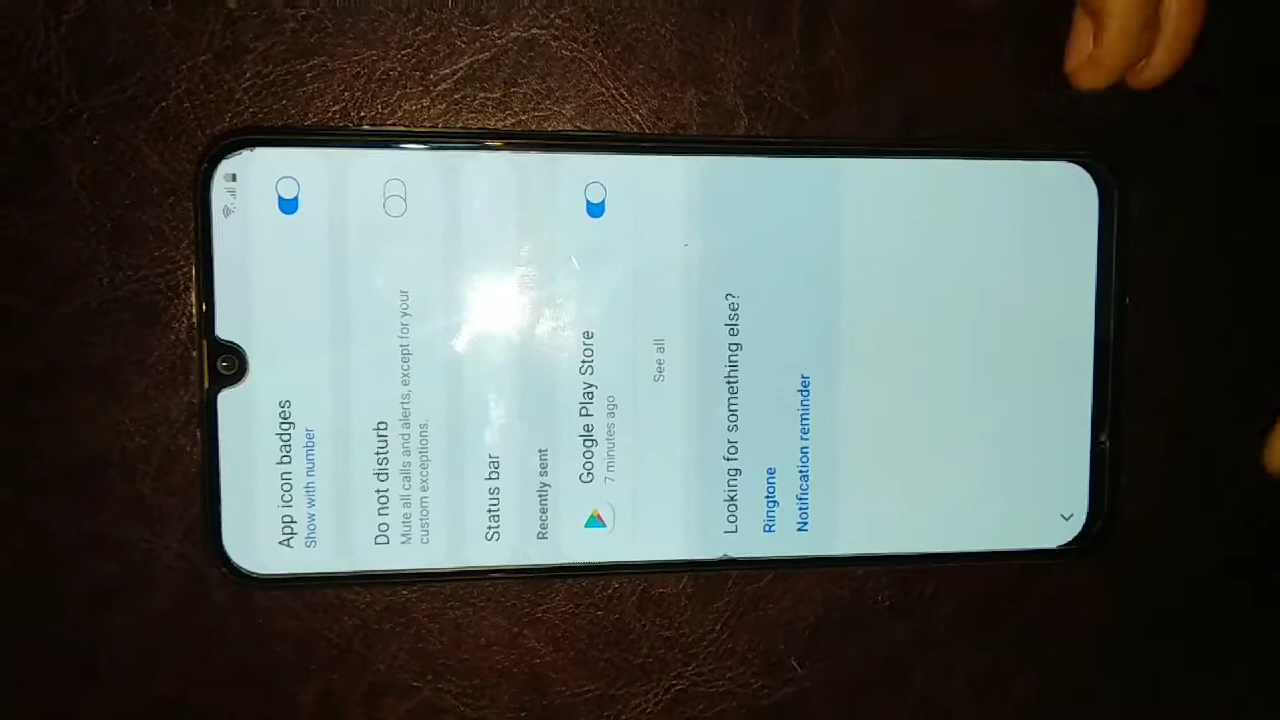 App icon badges
Show with number
Do not disturb
Mute all calls and alerts, except for your
custom exceptions.
Status bar
Recently sent
Google Play Store
7 minutes ago
See all
Looking for something else?
Ringtone
Notification reminder